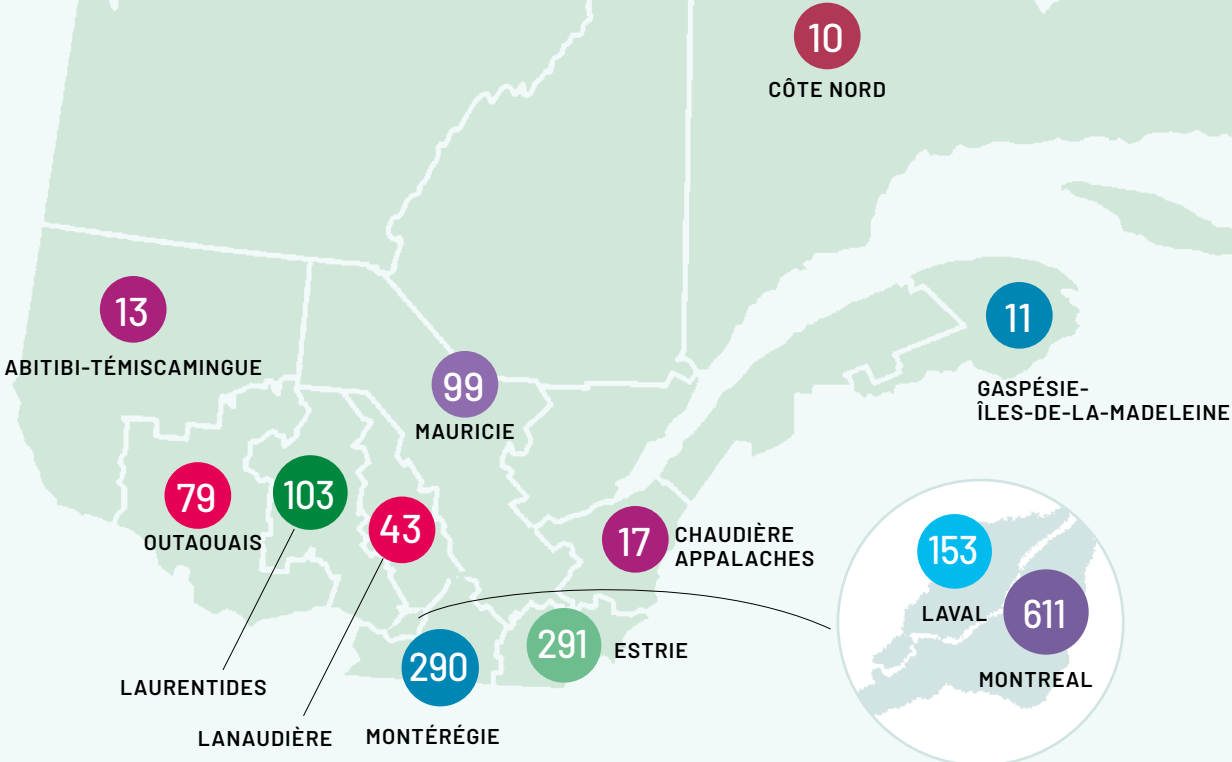 10
CÔTE NORD
13
ABITIBI-TÉMISCAMINGUE
11
GASPÉSIE-
ÎLES-DE-LA-MADELEINE
99
MAURICIE
79
OUTAOUAIS
103
LAURENTIDES
43
LANAUDIÈRE
17
CHAUDIÈRE
APPALACHES
290
MONTÉRÉGIE
291
ESTRIE
153
LAVAL
611
MONTREAL